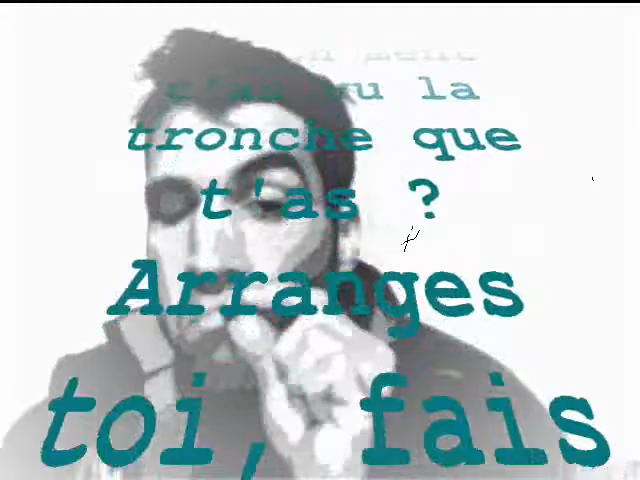 t'as vu la
tronche que
t'as ?
Arranges
toi, fais